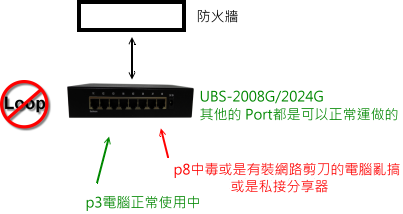 防火牆
Loop
UBS-2008G/2024G
其他的 Port都是可以正常運做的
p8中毒或是有裝網路剪刀的電腦亂搞
或是私接分享器
p3電腦正常使用中